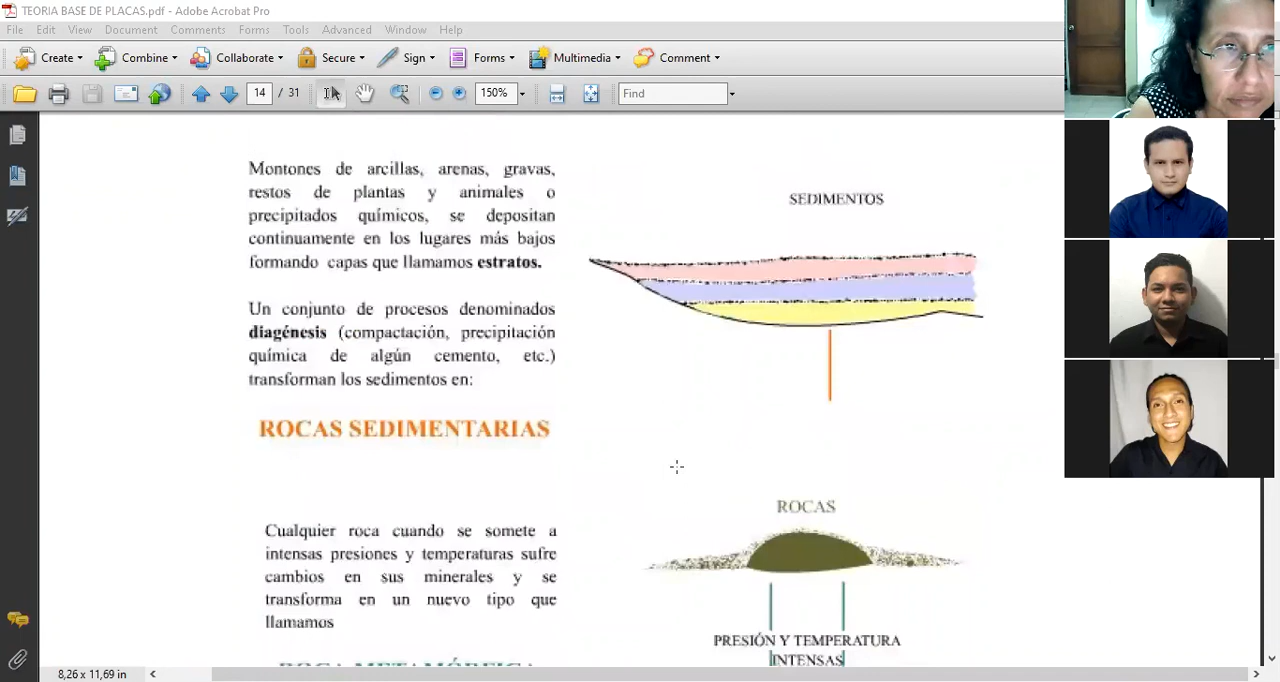 TEORIA BASE DE PLACAS.pdf - Adobe Acrobat Pro
File Edit View Document Comments Forms Tools Advanced Window Help
Create Combine Collaborate Secure Sign Forms Multimedia Comment
14 / 31 150% Find
Montones de arcillas, arenas, gravas,
restos de plantas y animales o
precipitados químicos, se depositan
continuamente en los lugares más bajos
formando capas que llamamos estratos.
SEDIMENTOS
Un conjunto de procesos denominados
diagénesis (compactación, precipitación
química de algún cemento, etc.)
transforman los sedimentos en:
ROCAS SEDIMENTARIAS
Cualquier roca cuando se somete a
intensas presiones y temperaturas sufre
cambios en sus minerales y se
transforma en un nuevo tipo que
llamamos
ROCAS
PRESIÓN Y TEMPERATURA
INTENSAS
ROCA METAMÓRFICA
8,26 x 11,69 in